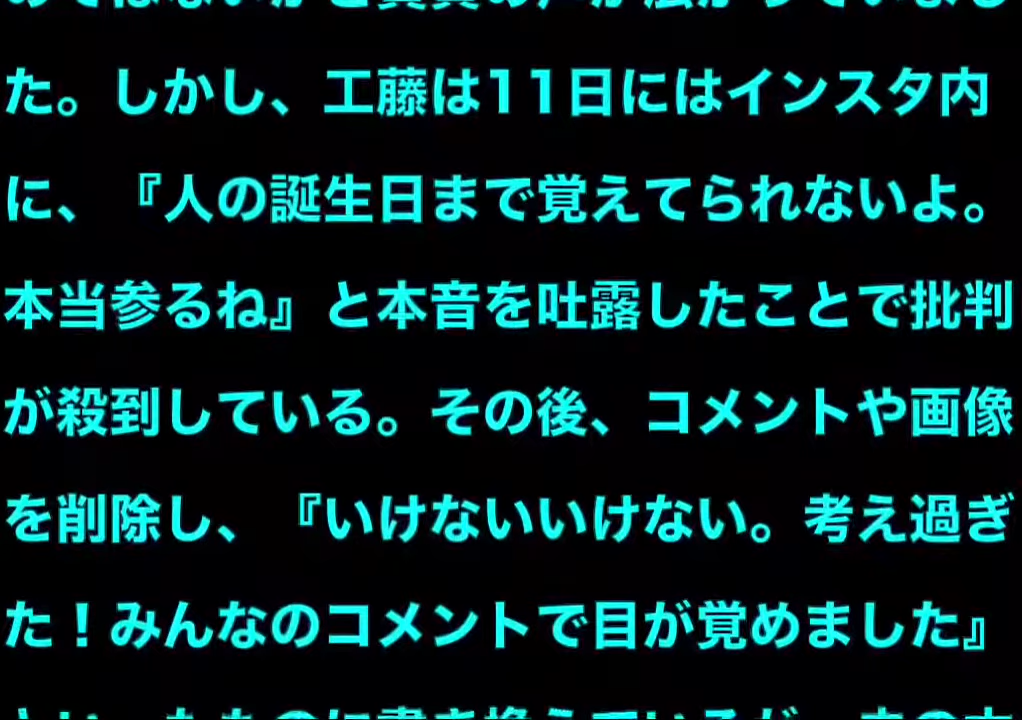 た。しかし、工藤は11日にはインスタ内
に、『人の誕生日まで覚えてられないよ。
本当参るね』と本音を吐露したことで批判
が殺到している。その後、コメントや画像
を削除し、『いけないいけない。考え過ぎ
た！みんなのコメントで目が覚めました』